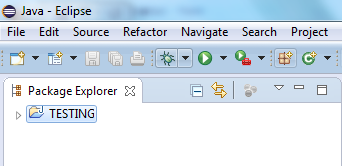 Java - Eclipse
File Edit Source Refactor Navigate Search Project
Package Explorer
TESTING